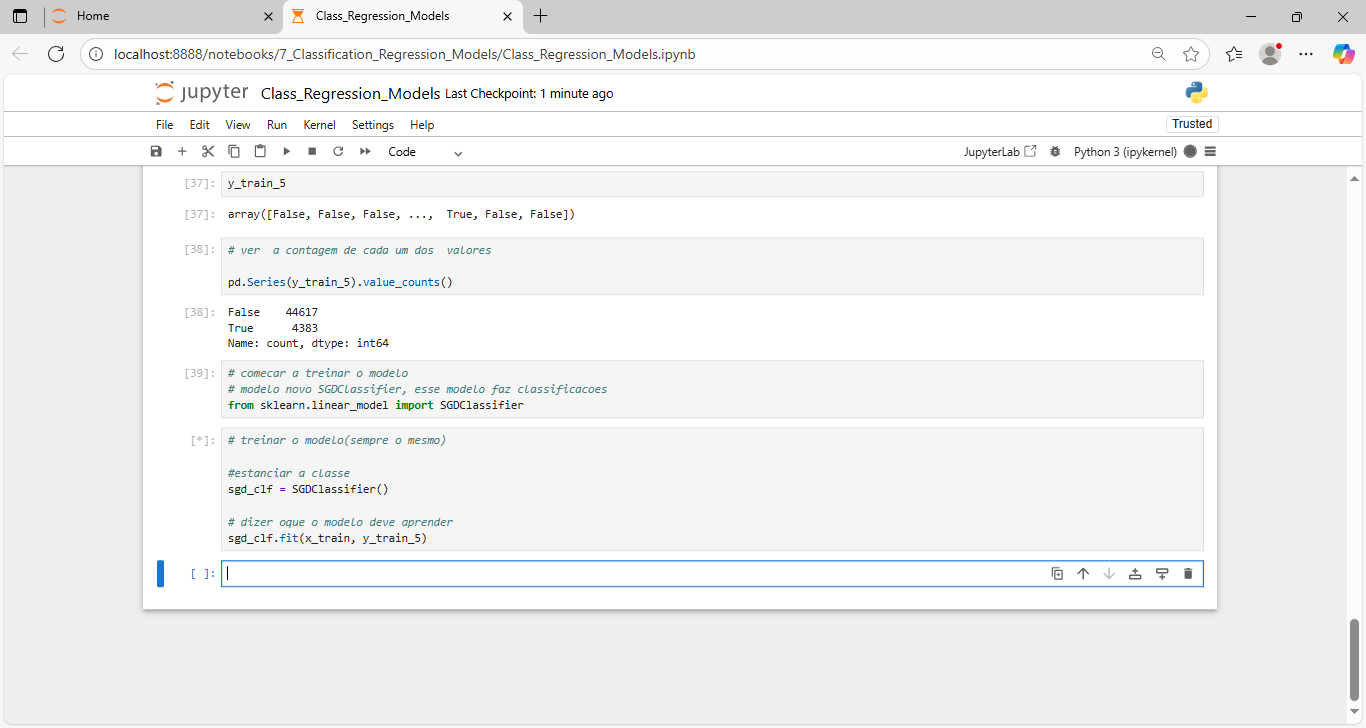 Home
Class_Regression_Models
localhost:8888/notebooks/7_Classification_Regression_Models/Class_Regression_Models.ipynb
jupyter Class_Regression_Models Last Checkpoint: 1 minute ago
File Edit View Run Kernel Settings Help
Trusted
Code
JupyterLab
Python 3 (ipykernel)
[37]: y_train_5
[37]: array([False, False, False, ...,  True, False, False])
[38]: # ver  a contagem de cada um dos  valores
pd.Series(y_train_5).value_counts()
[38]: False    44617
True      4383
Name: count, dtype: int64
[39]: # comecar a treinar o modelo
# modelo novo SGDClassifier, esse modelo faz classificacoes
from sklearn.linear_model import SGDClassifier
[*]: # treinar o modelo(sempre o mesmo)
#estanciar a classe
sgd_clf = SGDClassifier()
# dizer oque o modelo deve aprender
sgd_clf.fit(x_train, y_train_5)
[ ]: